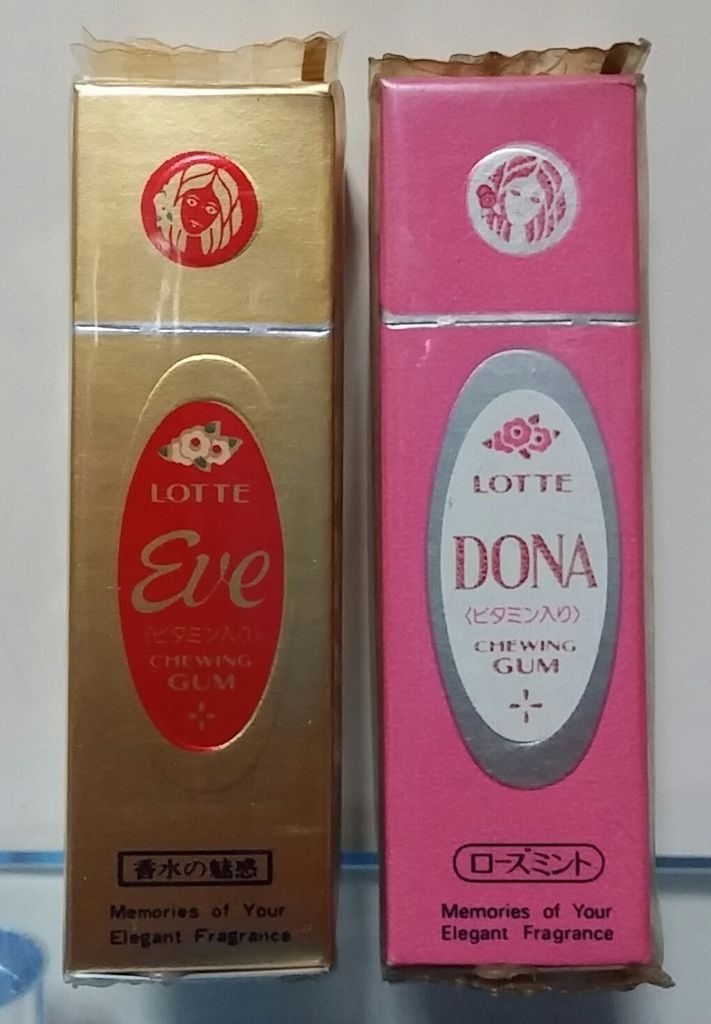 LOTTE
Eve
〈ビタミン入り〉
CHEWING
GUM
香水の魅惑
Memories of Your
Elegant Fragrance
LOTTE
DONA
〈ビタミン入り〉
CHEWING
GUM
ローズミント
Memories of Your
Elegant Fragrance